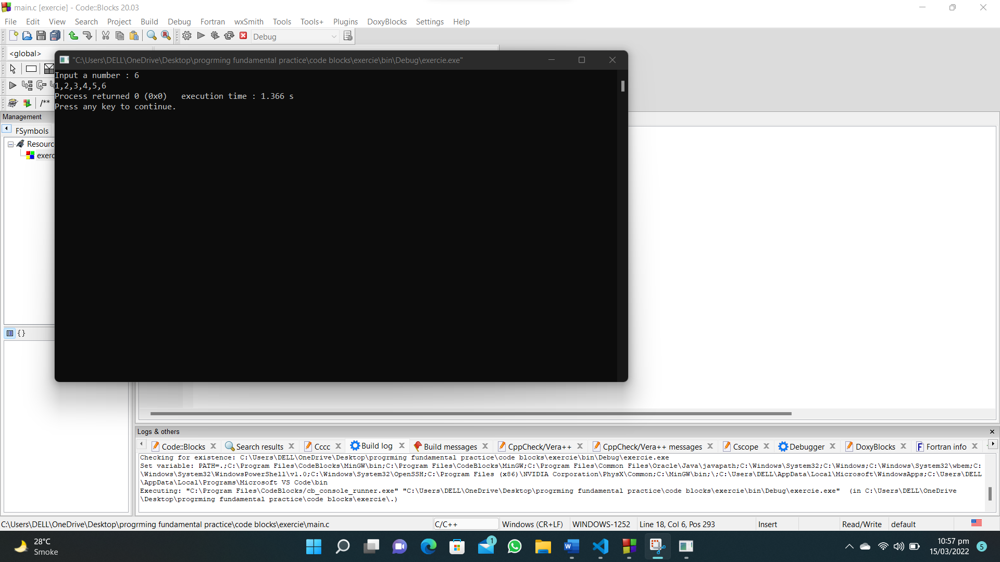 main.c [exercie] - Code::Blocks 20.03
File Edit View Search Project Build Debug Fortran wxSmith Tools Tools+ Plugins DoxyBlocks Settings Help
Debug
<global>
"C:\Users\DELL\OneDrive\Desktop\progrming fundamental practice\code blocks\exercie\bin\Debug\exercie.exe"
Input a number : 6
1,2,3,4,5,6
Process returned 0 (0x0)   execution time : 1.366 s
Press any key to continue.
/**
Management
FSymbols
Resourc
exerc
{}
Logs & others
Code::Blocks Search results Cccc Build log Build messages CppCheck/Vera++ CppCheck/Vera++ messages Cscope Debugger DoxyBlocks Fortran info
Checking for existence: C:\Users\DELL\OneDrive\Desktop\progrming fundamental practice\code blocks\exercie\bin\Debug\exercie.exe
Set variable: PATH=.;C:\Program Files\CodeBlocks\MinGW\bin;C:\Program Files\CodeBlocks\MinGW;C:\Program Files\Common Files\Oracle\Java\javapath;C:\Windows\System32;C:\Windows;C:\Windows\System32\wbem;C:
\Windows\System32\WindowsPowerShell\v1.0;C:\Windows\System32\OpenSSH;C:\Program Files (x86)\NVIDIA Corporation\PhysX\Common;C:\MinGW\bin;\;C:\Users\DELL\AppData\Local\Microsoft\WindowsApps;C:\Users\DELL
\AppData\Local\Programs\Microsoft VS Code\bin
Executing: "C:\Program Files\CodeBlocks/cb_console_runner.exe" "C:\Users\DELL\OneDrive\Desktop\progrming fundamental practice\code blocks\exercie\bin\Debug\exercie.exe"  (in C:\Users\DELL\OneDrive
\Desktop\progrming fundamental practice\code blocks\exercie\.)
C:\Users\DELL\OneDrive\Desktop\progrming fundamental practice\code blocks\exercie\main.c C/C++ Windows (CR+LF) WINDOWS-1252 Line 18, Col 6, Pos 293 Insert Read/Write default
28°C
Smoke
1
10:57 pm
15/03/2022
5